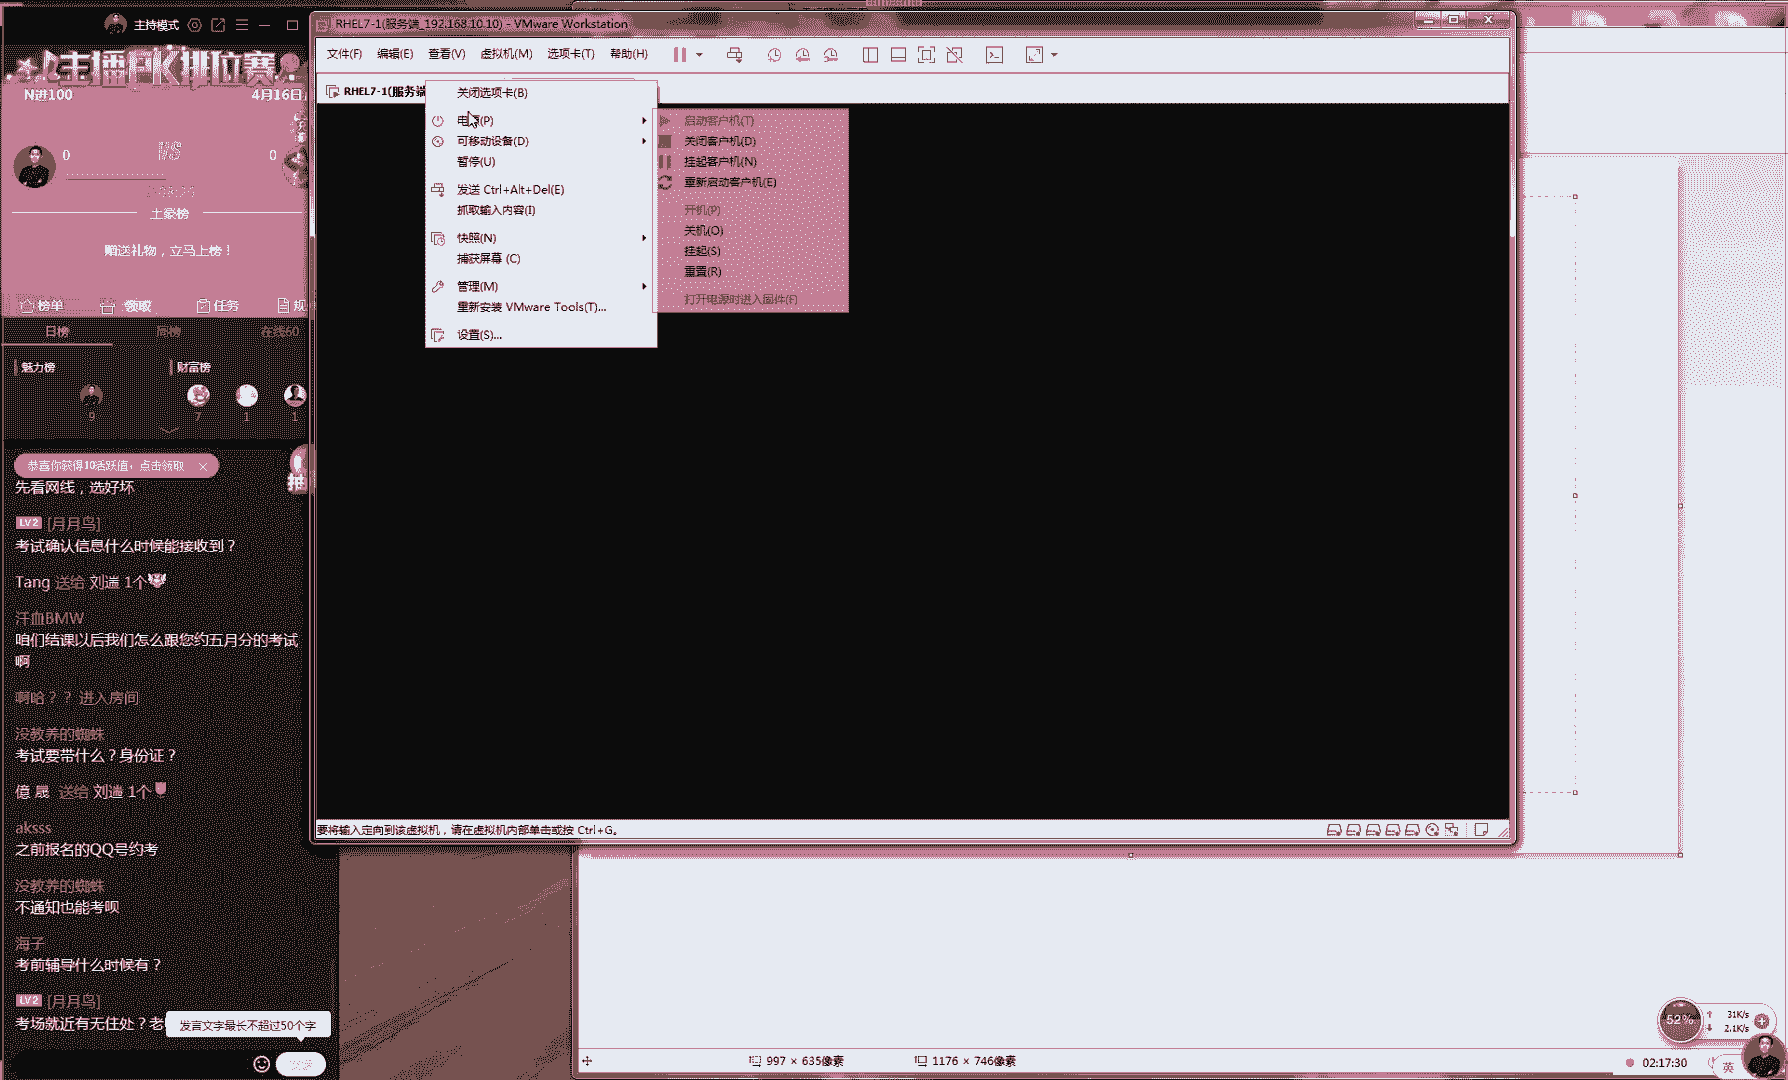 主持模式
主播PK排位赛
N进100
4月16日
0
VS
0
土豪榜
赠送礼物，立马上榜！
榜单
领取
任务
规
日榜
周榜
在线60
魅力榜
财富榜
9
7
1
1
恭喜你获得10活跃值，点击领取
先看网线，选好坏
LV2 [月月鸟]
考试确认信息什么时候能接收到？
Tang 送给 刘遄 1个
汗血BMW
咱们结课以后我们怎么跟您约五月分的考试
啊
啊哈？？ 进入房间
没教养的蜘蛛
考试要带什么？身份证？
億 晟 送给 刘遄 1个
aksss
之前报名的QQ号约考
没教养的蜘蛛
不通知也能考呗
海子
考前辅导什么时候有？
LV2 [月月鸟]
考场就近有无住处？老
发言文字最长不超过50个字
RHEL7-1(服务端_192.168.10.10) - VMware Workstation
文件(F)
编辑(E)
查看(V)
虚拟机(M)
选项卡(T)
帮助(H)
RHEL7-1(服务端
关闭选项卡(B)
电源(P)
可移动设备(D)
暂停(U)
发送 Ctrl+Alt+Del(E)
抓取输入内容(I)
快照(N)
捕获屏幕 (C)
管理(M)
重新安装 VMware Tools(T)...
设置(S)...
启动客户机(T)
关闭客户机(D)
挂起客户机(N)
重新启动客户机(E)
开机(P)
关机(O)
挂起(S)
重置(R)
打开电源时进入固件(F)
要将输入定向到该虚拟机，请在虚拟机内部单击或按 Ctrl+G。
997 × 635像素
1176 × 746像素
52%
31K/s
2.1K/s
02:17:30
英